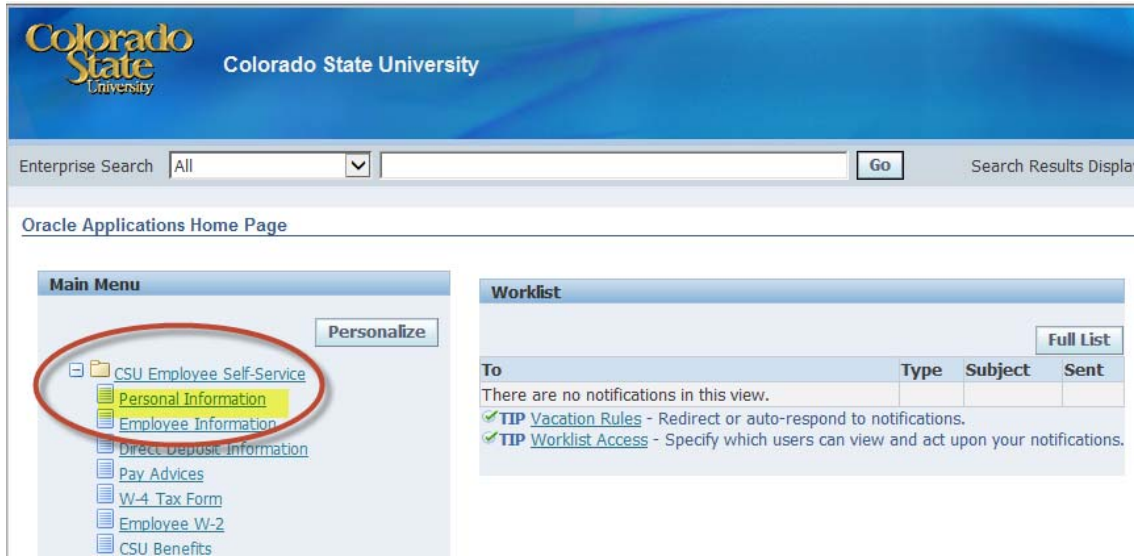 Colorado
State
University
Colorado State University
Enterprise Search All Go Search Results Displa
Oracle Applications Home Page
Main Menu
Personalize
CSU Employee Self-Service
Personal Information
Employee Information
Direct Deposit Information
Pay Advices
W-4 Tax Form
Employee W-2
CSU Benefits
Worklist
Full List
To Type Subject Sent
There are no notifications in this view.
TIP Vacation Rules - Redirect or auto-respond to notifications.
TIP Worklist Access - Specify which users can view and act upon your notifications.